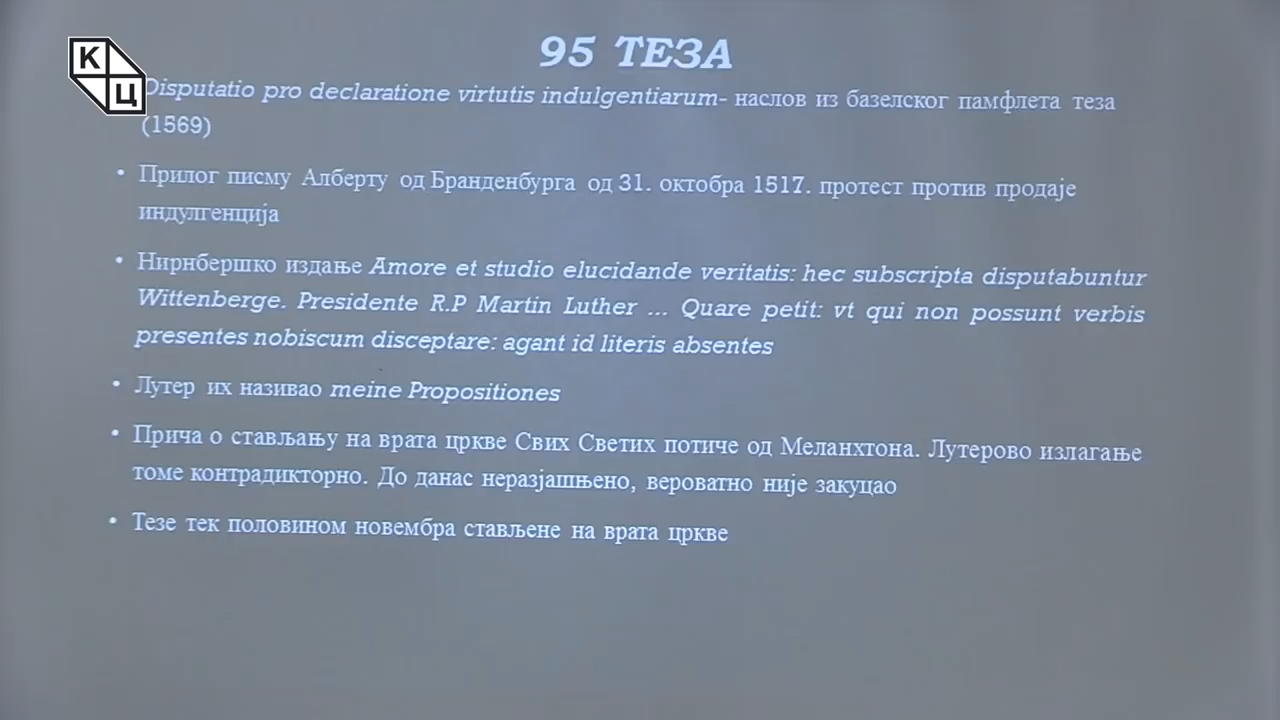 КЦ
95 ТЕЗА
Disputatio pro declaratione virtutis indulgentiarum- наслов из базелског памфлета теза
(1569)
• Прилог писму Алберту од Бранденбурга од 31. октобра 1517. протест против продаје
индулгенција
• Нирнбершко издање Amore et studio elucidande veritatis: hec subscripta disputabuntur
Wittenberge. Presidente R.P Martin Luther ... Quare petit: vt qui non possunt verbis
presentes nobiscum disceptare: agant id literis absentes
• Лутер их називао meine Propositiones
• Прича о стављању на врата цркве Свих Светих потиче од Меланхтона. Лутерово излагање
томе контрадикторно. До данас неразјашњено, вероватно није закуцао
• Тезе тек половином новембра стављене на врата цркве